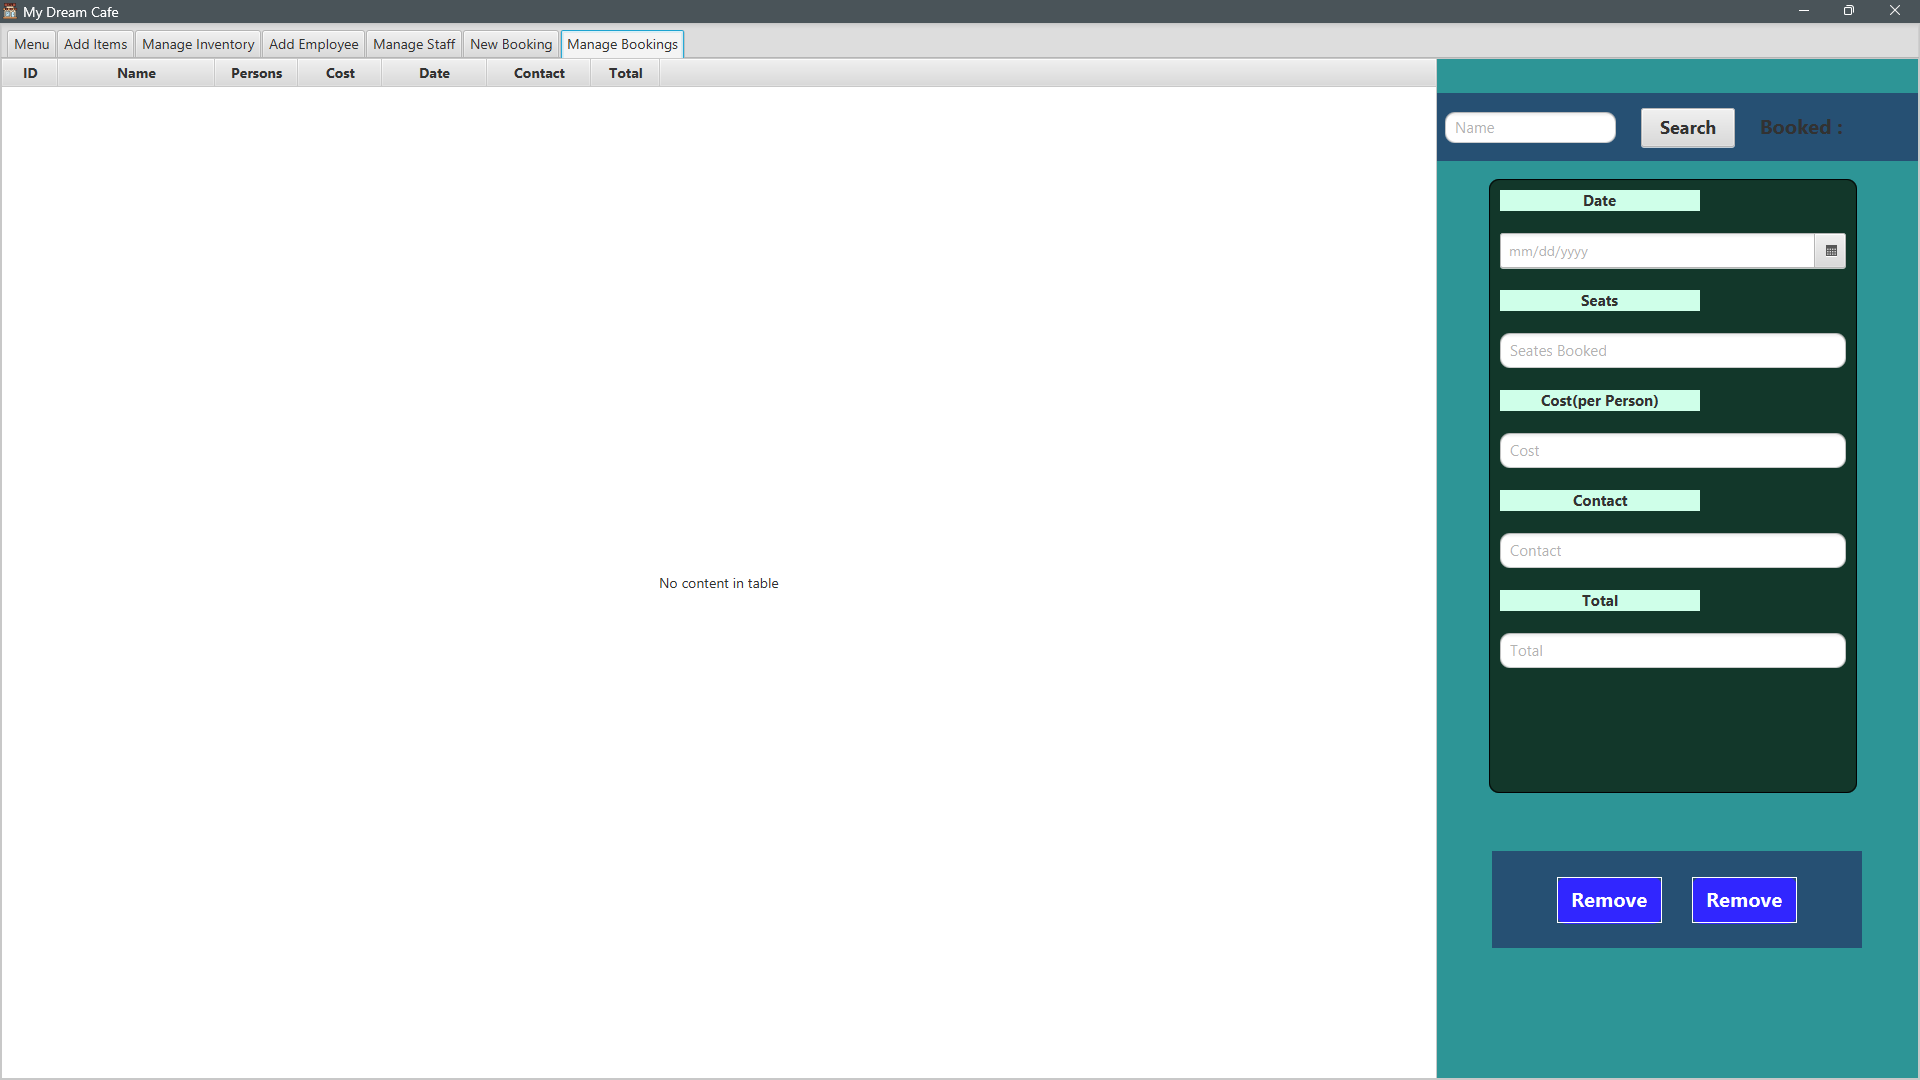 My Dream Cafe
Menu Add Items Manage Inventory Add Employee Manage Staff New Booking Manage Bookings
ID Name Persons Cost Date Contact Total
Name Search Booked :
Date
mm/dd/yyyy
Seats
Seates Booked
Cost(per Person)
Cost
Contact
Contact
No content in table
Total
Total
Remove Remove